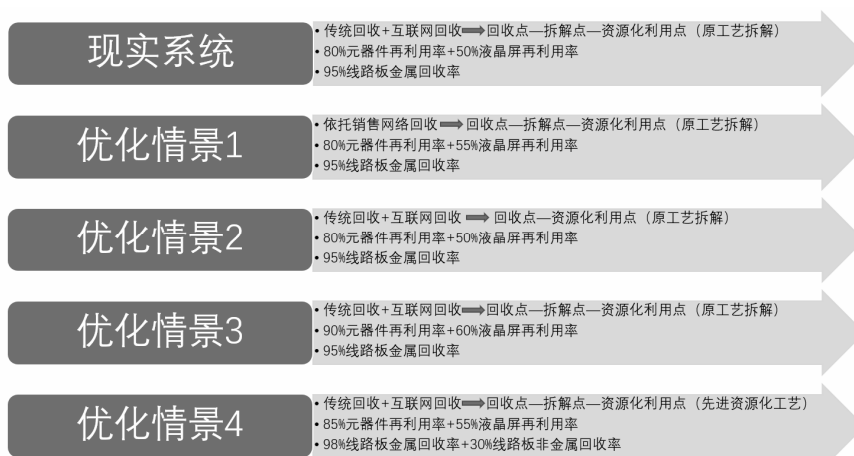 现实系统
• 传统回收+互联网回收➡回收点—拆解点—资源化利用点（原工艺拆解）
• 80%元器件再利用率+50%液晶屏再利用率
• 95%线路板金属回收率
优化情景1
• 依托销售网络回收➡回收点—拆解点—资源化利用点（原工艺拆解）
• 80%元器件再利用率+55%液晶屏再利用率
• 95%线路板金属回收率
优化情景2
• 传统回收+互联网回收➡回收点—资源化利用点（原工艺拆解）
• 80%元器件再利用率+50%液晶屏再利用率
• 95%线路板金属回收率
优化情景3
• 传统回收+互联网回收➡回收点—拆解点—资源化利用点（原工艺拆解）
• 90%元器件再利用率+60%液晶屏再利用率
• 95%线路板金属回收率
优化情景4
• 传统回收+互联网回收➡回收点—拆解点—资源化利用点（先进资源化工艺）
• 85%元器件再利用率+55%液晶屏再利用率
• 98%线路板金属回收率+30%线路板非金属回收率